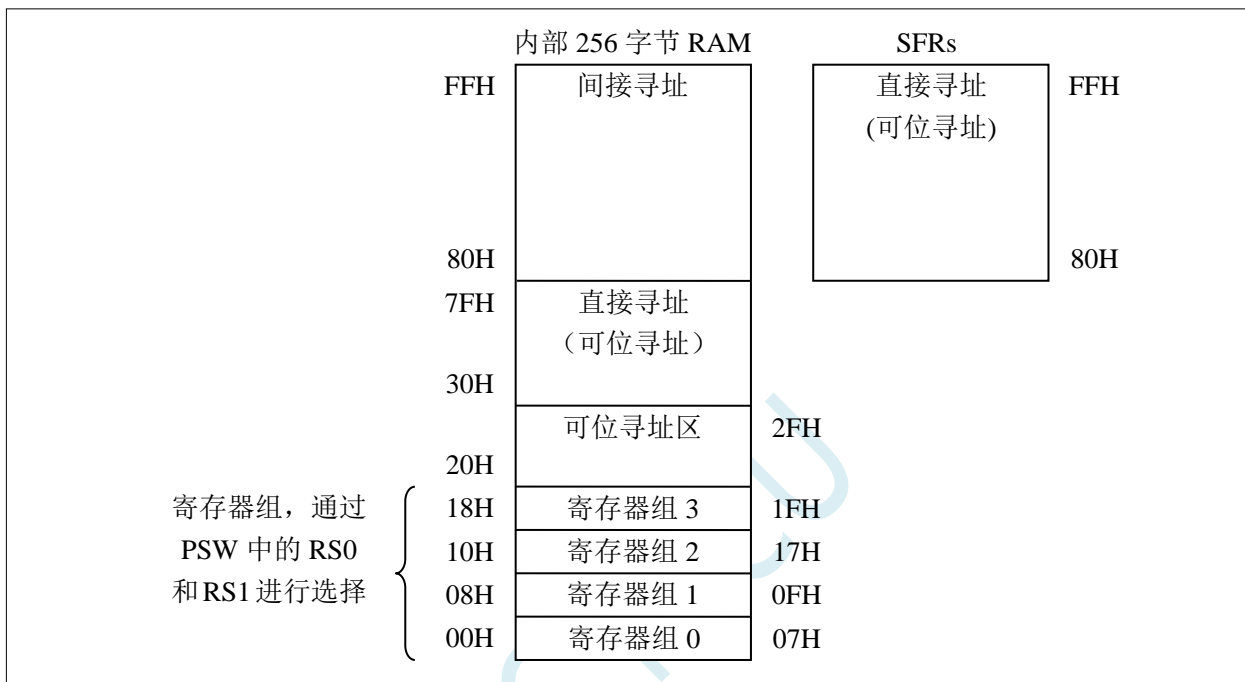 内部 256 字节 RAM SFRs
FFH 间接寻址 直接寻址 FFH
(可位寻址)
80H 80H
7FH 直接寻址
（可位寻址）
30H
可位寻址区 2FH
20H
寄存器组，通过 18H 寄存器组 3 1FH
PSW 中的 RS0 10H 寄存器组 2 17H
和 RS1 进行选择 08H 寄存器组 1 0FH
00H 寄存器组 0 07H